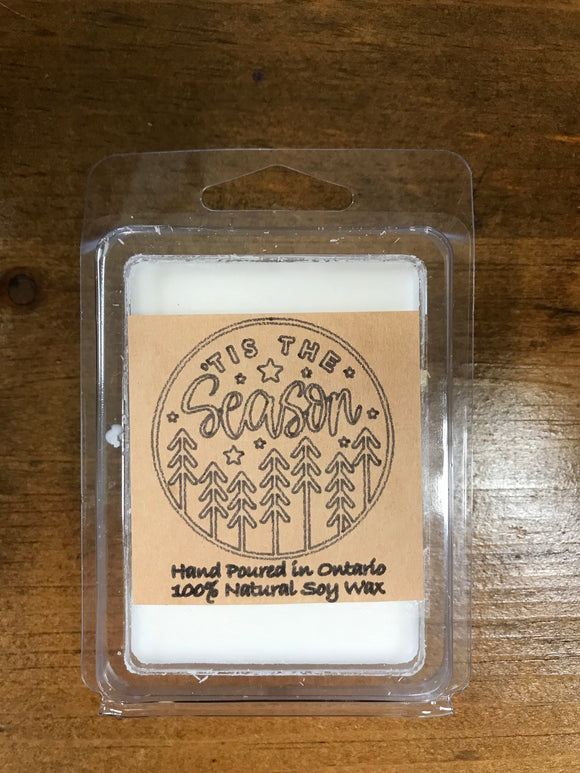 'TIS THE
Season
Hand Poured in Ontario
100% Natural Soy Wax